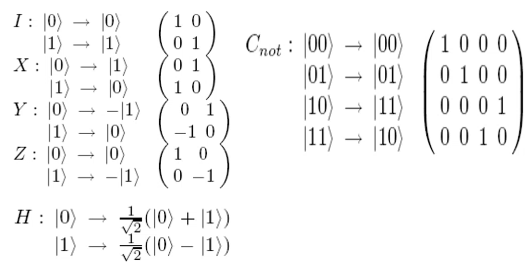 I : |0⟩ → |0⟩ ( 1 0 )
|1⟩ → |1⟩ ( 0 1 )
X : |0⟩ → |1⟩ ( 0 1 )
|1⟩ → |0⟩ ( 1 0 )
Y : |0⟩ → −|1⟩ ( 0 1 )
|1⟩ → |0⟩ ( −1 0 )
Z : |0⟩ → |0⟩ ( 1 0 )
|1⟩ → −|1⟩ ( 0 −1 )
H : |0⟩ → 1/√2(|0⟩ + |1⟩)
|1⟩ → 1/√2(|0⟩ − |1⟩)
C_not : |00⟩ → |00⟩ ( 1 0 0 0 )
|01⟩ → |01⟩ ( 0 1 0 0 )
|10⟩ → |11⟩ ( 0 0 0 1 )
|11⟩ → |10⟩ ( 0 0 1 0 )